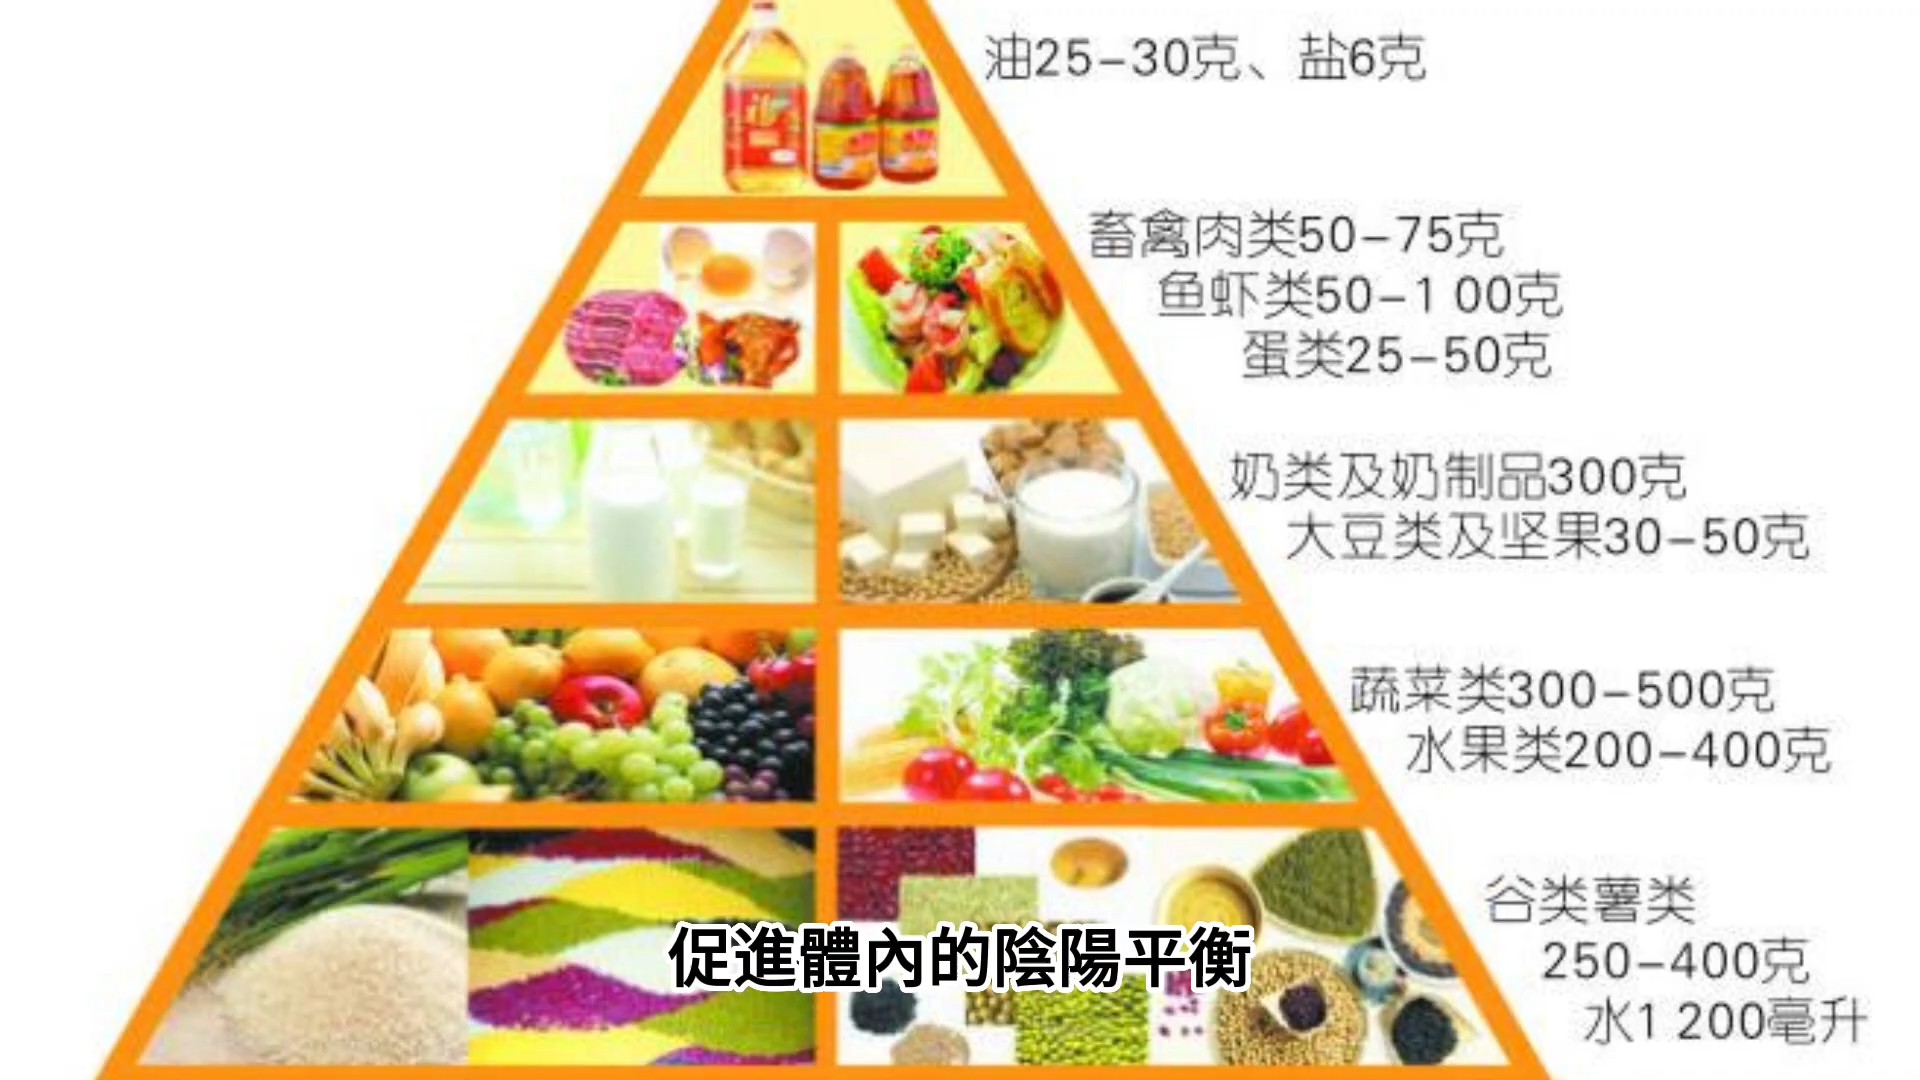 油25-30克、盐6克
畜禽肉类50-75克
鱼虾类50-1 00克
蛋类25-50克
奶类及奶制品300克
大豆类及坚果30-50克
蔬菜类300-500克
水果类200-400克
谷类薯类
250-400克
水1 200毫升
促進體內的陰陽平衡